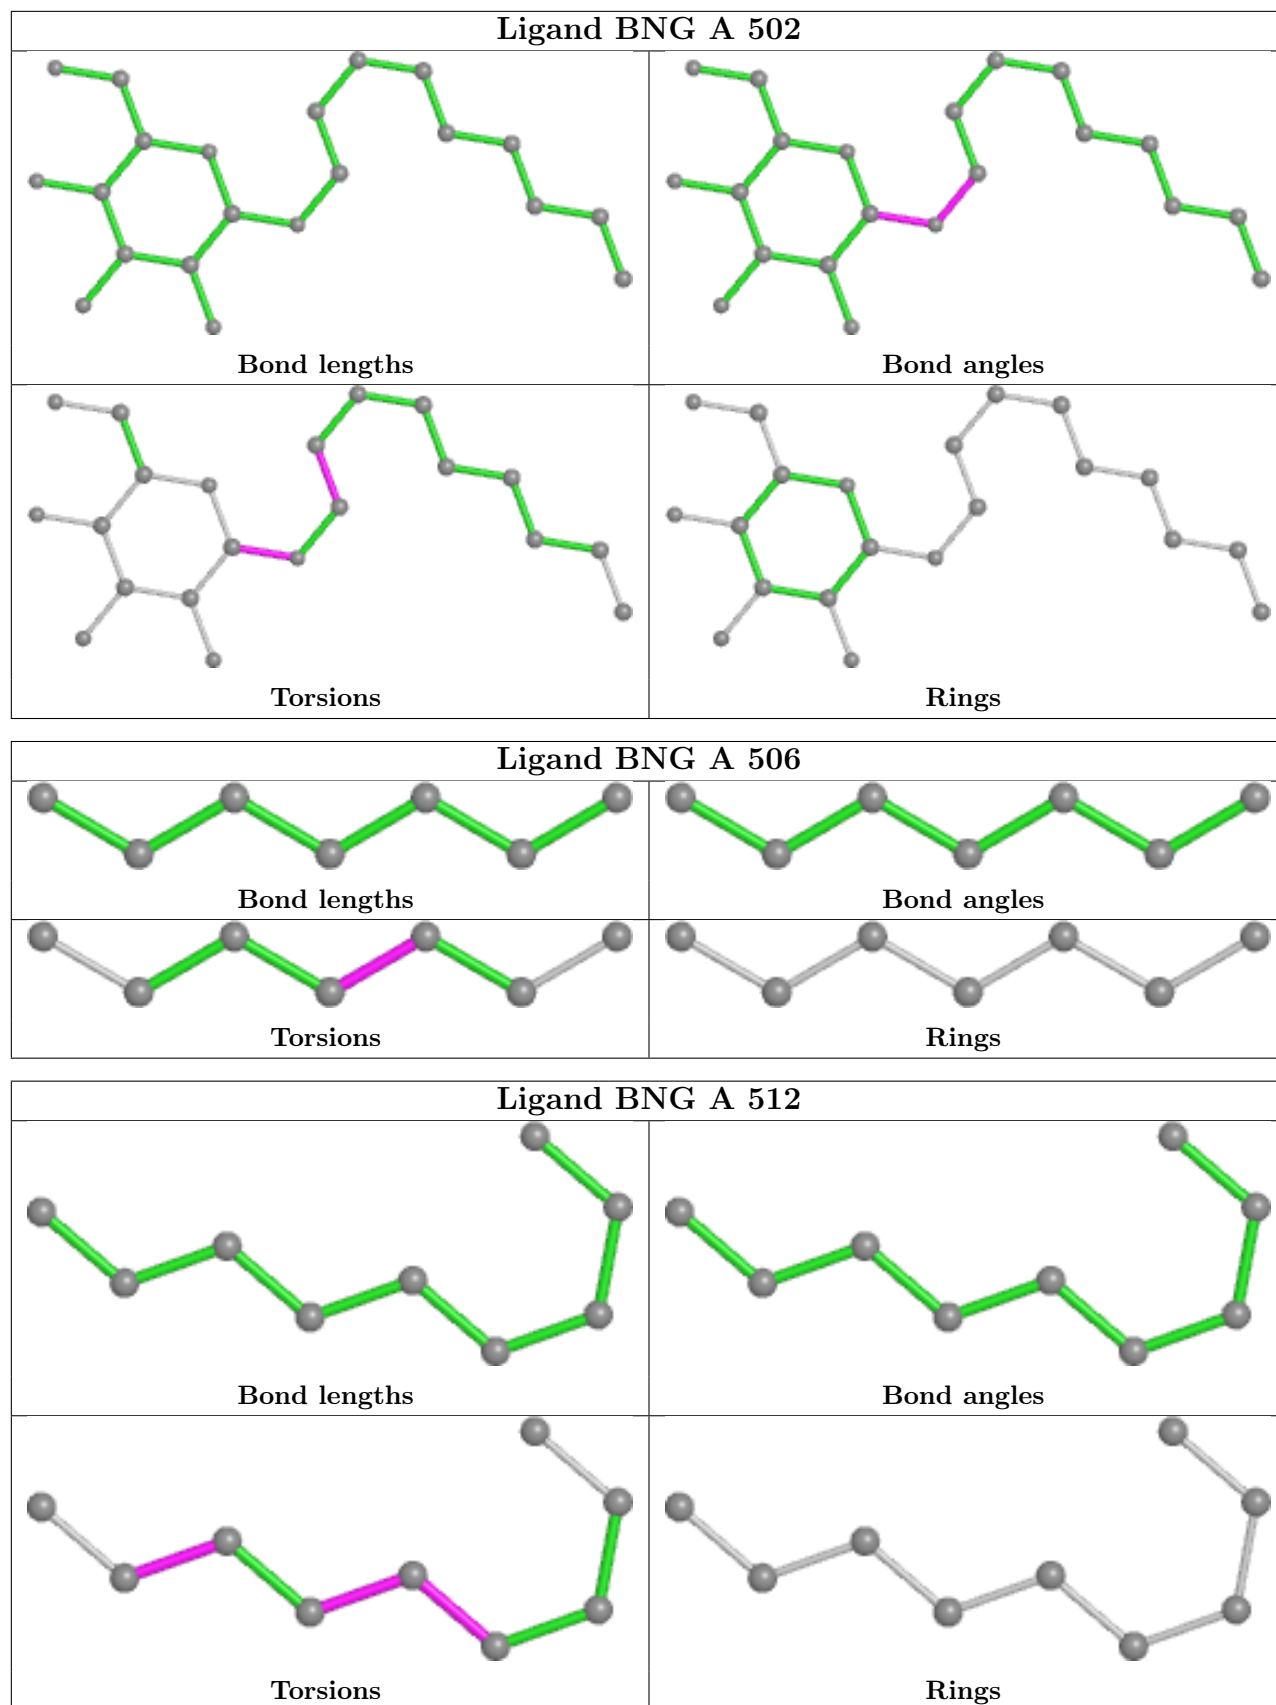 Ligand BNG A 502
Bond lengths
Bond angles
Torsions
Rings
Ligand BNG A 506
Bond lengths
Bond angles
Torsions
Rings
Ligand BNG A 512
Bond lengths
Bond angles
Torsions
Rings